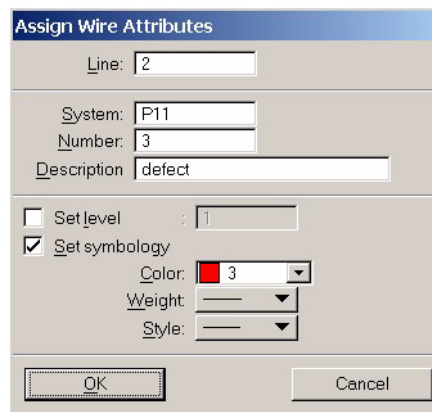 Assign Wire Attributes
Line: 2
System: P11
Number: 3
Description defect
Set level : 1
Set symbology
Color: 3
Weight:
Style:
OK Cancel